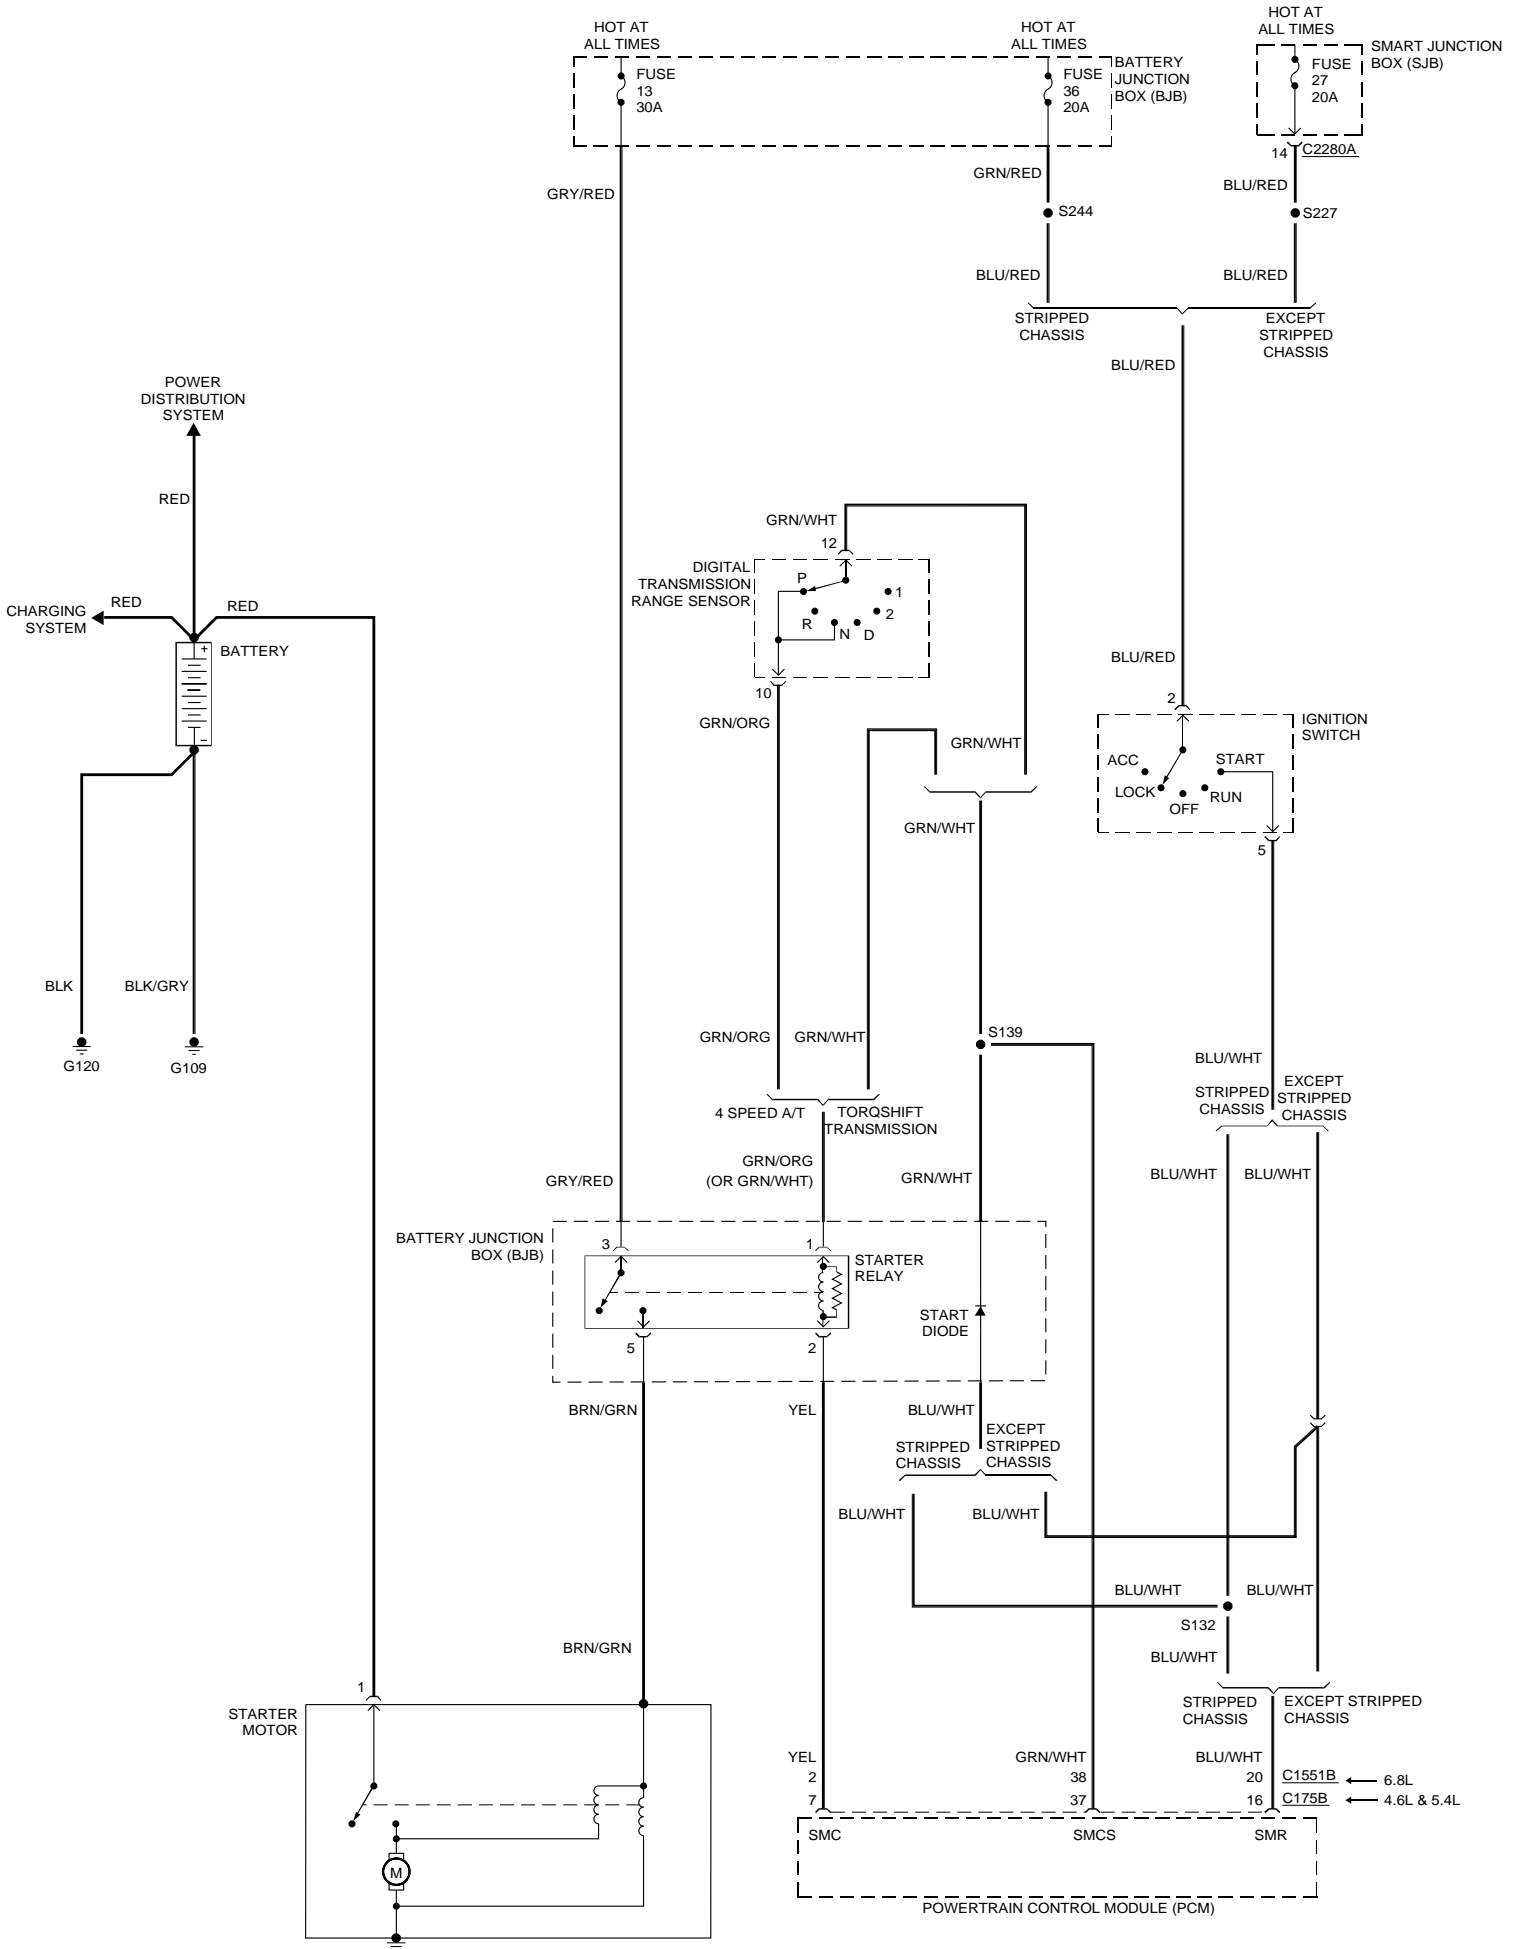 HOT AT
ALL TIMES
HOT AT
ALL TIMES
HOT AT
ALL TIMES
FUSE
13
30A
FUSE
36
20A
BATTERY
JUNCTION
BOX (BJB)
FUSE
27
20A
SMART JUNCTION
BOX (SJB)
14
C2280A
GRY/RED
GRN/RED
BLU/RED
S244
S227
BLU/RED
BLU/RED
STRIPPED
CHASSIS
EXCEPT
STRIPPED
CHASSIS
BLU/RED
POWER
DISTRIBUTION
SYSTEM
RED
GRN/WHT
12
DIGITAL
TRANSMISSION
RANGE SENSOR
P
R
N
D
2
1
10
CHARGING
SYSTEM
RED
RED
+
BATTERY
−
BLU/RED
2
IGNITION
SWITCH
ACC
LOCK
OFF
RUN
START
5
GRN/ORG
GRN/WHT
GRN/WHT
BLK
BLK/GRY
G120
G109
GRN/ORG
GRN/WHT
S139
BLU/WHT
STRIPPED
CHASSIS
EXCEPT
STRIPPED
CHASSIS
4 SPEED A/T
TORQSHIFT
TRANSMISSION
GRY/RED
GRN/ORG
(OR GRN/WHT)
GRN/WHT
BLU/WHT
BLU/WHT
BATTERY JUNCTION
BOX (BJB)
3
1
STARTER
RELAY
START
DIODE
5
2
BRN/GRN
YEL
BLU/WHT
STRIPPED
CHASSIS
EXCEPT
STRIPPED
CHASSIS
BLU/WHT
BLU/WHT
BLU/WHT
BLU/WHT
S132
BRN/GRN
BLU/WHT
1
STARTER
MOTOR
M
STRIPPED
CHASSIS
EXCEPT STRIPPED
CHASSIS
YEL
GRN/WHT
BLU/WHT
2
38
20
C1551B
6.8L
7
37
16
C175B
4.6L & 5.4L
SMC
SMCS
SMR
POWERTRAIN CONTROL MODULE (PCM)